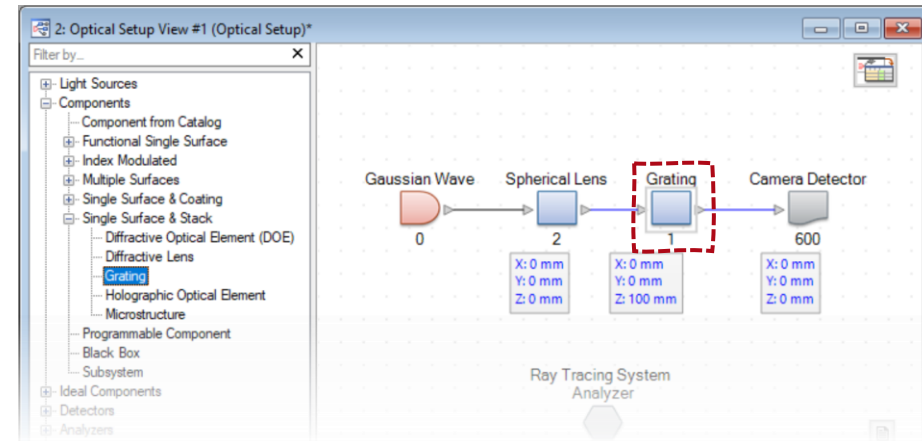 2: Optical Setup View #1 (Optical Setup)*
Filter by...
Light Sources
Components
Component from Catalog
Functional Single Surface
Index Modulated
Multiple Surfaces
Single Surface & Coating
Single Surface & Stack
Diffractive Optical Element (DOE)
Diffractive Lens
Grating
Holographic Optical Element
Microstructure
Programmable Component
Black Box
Subsystem
Ideal Components
Detectors
Analyzers
Gaussian Wave Spherical Lens Grating Camera Detector
0 2 1 600
X: 0 mm X: 0 mm X: 0 mm
Y: 0 mm Y: 0 mm Y: 0 mm
Z: 0 mm Z: 100 mm Z: 0 mm
Ray Tracing System
Analyzer